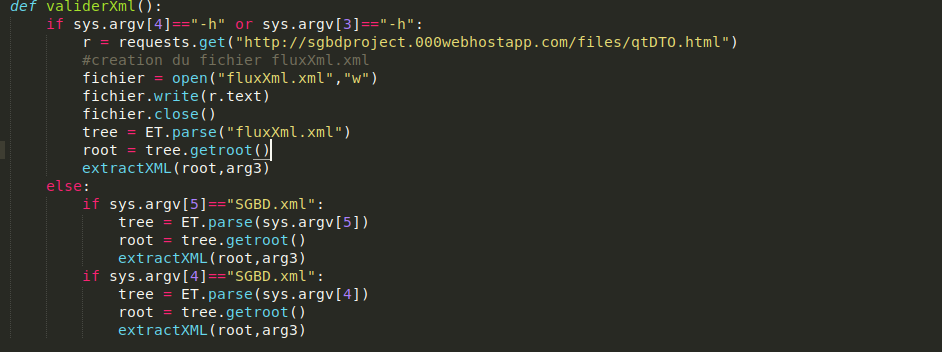 def validerXml():
    if sys.argv[4]=="-h" or sys.argv[3]=="-h":
        r = requests.get("http://sgbdproject.000webhostapp.com/files/qtDTO.html")
        #creation du fichier fluxXml.xml
        fichier = open("fluxXml.xml","w")
        fichier.write(r.text)
        fichier.close()
        tree = ET.parse("fluxXml.xml")
        root = tree.getroot()
        extractXML(root,arg3)
    else:
        if sys.argv[5]=="SGBD.xml":
            tree = ET.parse(sys.argv[5])
            root = tree.getroot()
            extractXML(root,arg3)
        if sys.argv[4]=="SGBD.xml":
            tree = ET.parse(sys.argv[4])
            root = tree.getroot()
            extractXML(root,arg3)